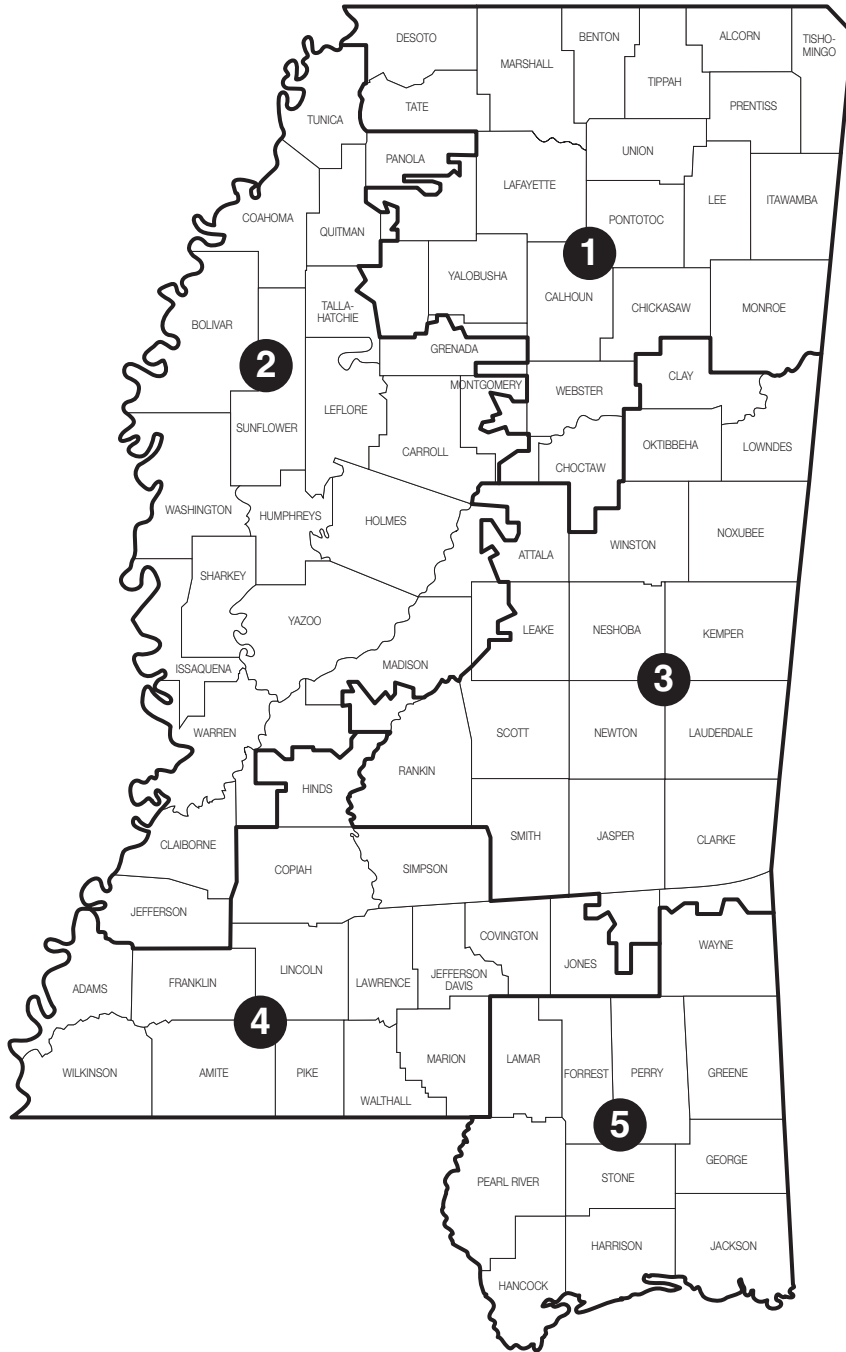 DESOTO
BENTON
ALCORN
TISHO-
MINGO
MARSHALL
TIPPAH
TATE
PRENTISS
TUNICA
UNION
PANOLA
LAFAYETTE
LEE
ITAWAMBA
COAHOMA
PONTOTOC
QUITMAN
1
YALOBUSHA
CALHOUN
TALLA-
HATCHIE
CHICKASAW
MONROE
BOLIVAR
GRENADA
2
CLAY
MONTGOMERY
WEBSTER
LEFLORE
SUNFLOWER
OKTIBBEHA
LOWNDES
CARROLL
CHOCTAW
WASHINGTON
HUMPHREYS
HOLMES
NOXUBEE
WINSTON
ATTALA
SHARKEY
YAZOO
LEAKE
NESHOBA
KEMPER
ISSAQUENA
MADISON
3
WARREN
SCOTT
NEWTON
LAUDERDALE
RANKIN
HINDS
SMITH
JASPER
CLARKE
CLAIBORNE
COPIAH
SIMPSON
JEFFERSON
COVINGTON
WAYNE
JONES
LINCOLN
FRANKLIN
LAWRENCE
JEFFERSON
DAVIS
ADAMS
4
MARION
LAMAR
WILKINSON
AMITE
PIKE
FORREST
PERRY
GREENE
WALTHALL
5
GEORGE
PEARL RIVER
STONE
HARRISON
JACKSON
HANCOCK